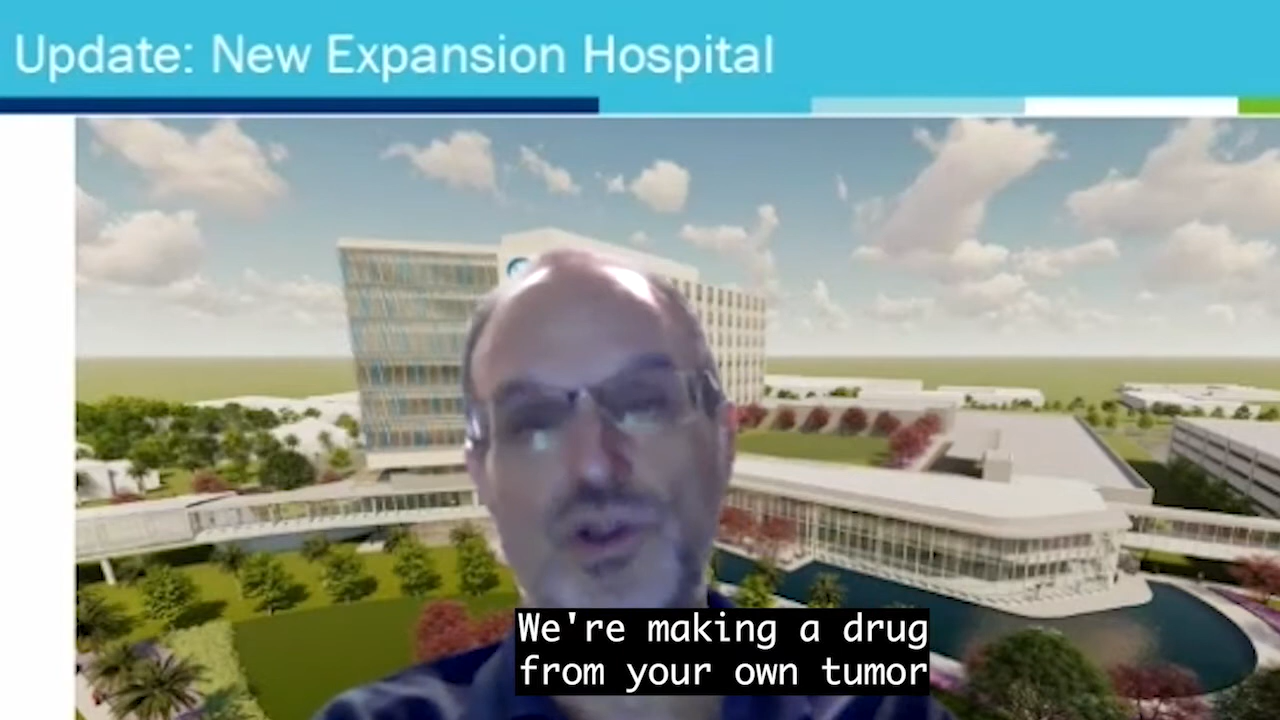 Update: New Expansion Hospital
We're making a drug
from your own tumor